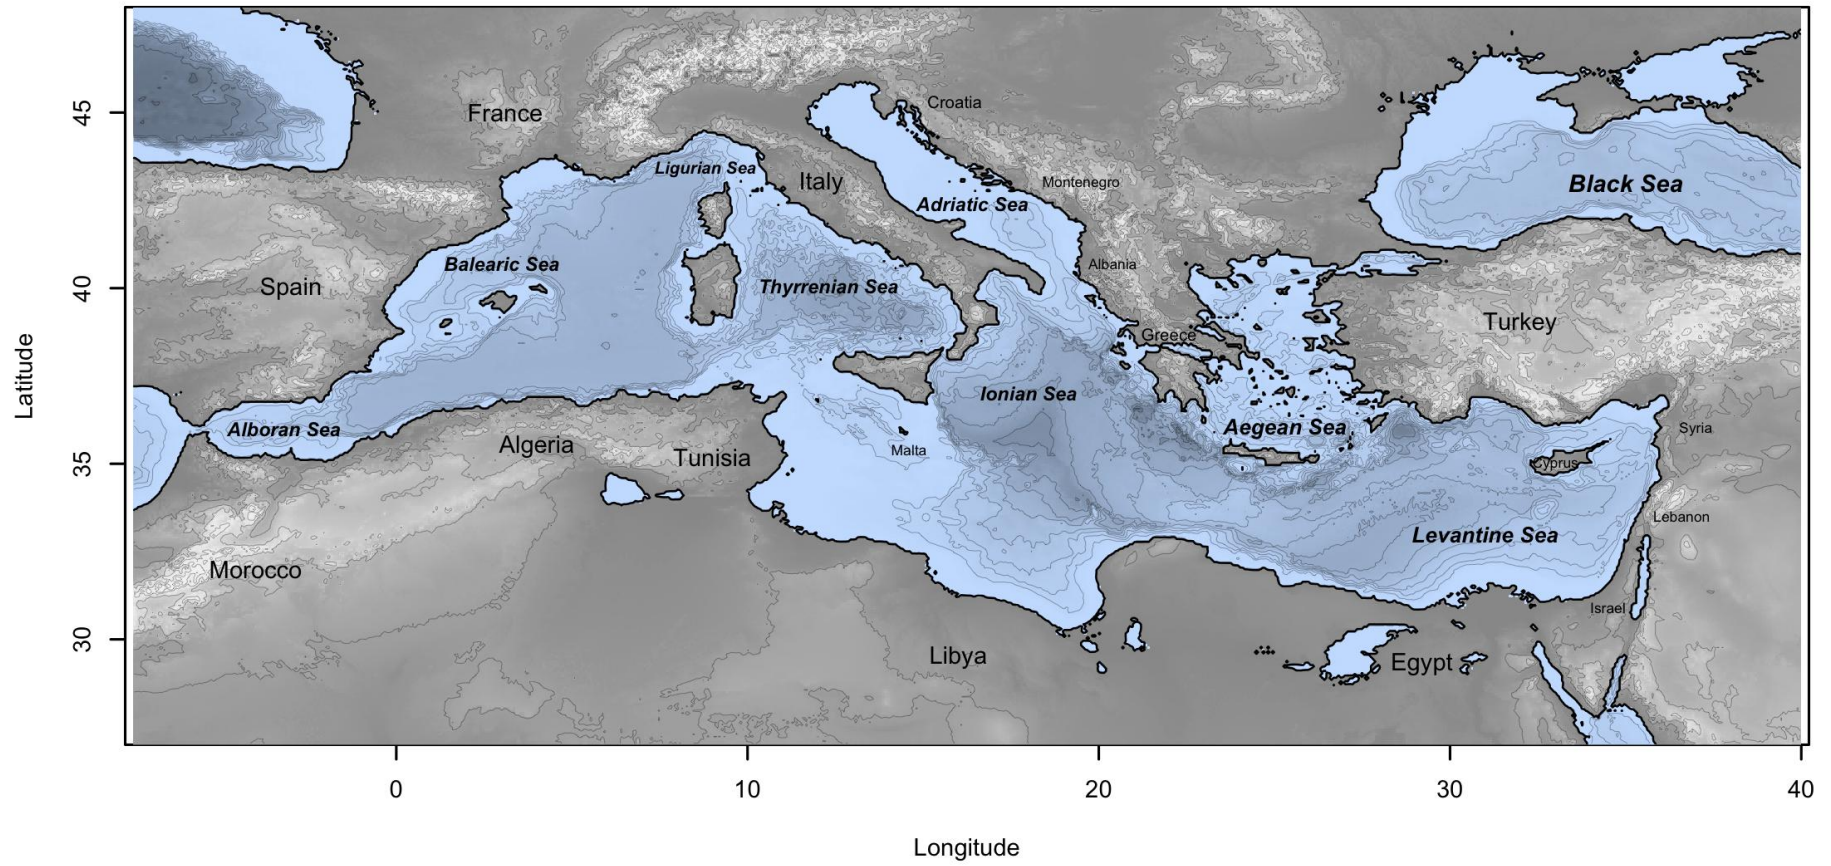 45
40
35
30
Latitude
France
Croatia
Ligurian Sea
Italy
Montenegro
Black Sea
Adriatic Sea
Balearic Sea
Albania
Spain
Thyrrenian Sea
Turkey
Greece
Ionian Sea
Alboran Sea
Aegean Sea
Syria
Algeria
Malta
Tunisia
Cyprus
Lebanon
Levantine Sea
Morocco
Israel
Libya
Egypt
0
10
20
30
40
Longitude